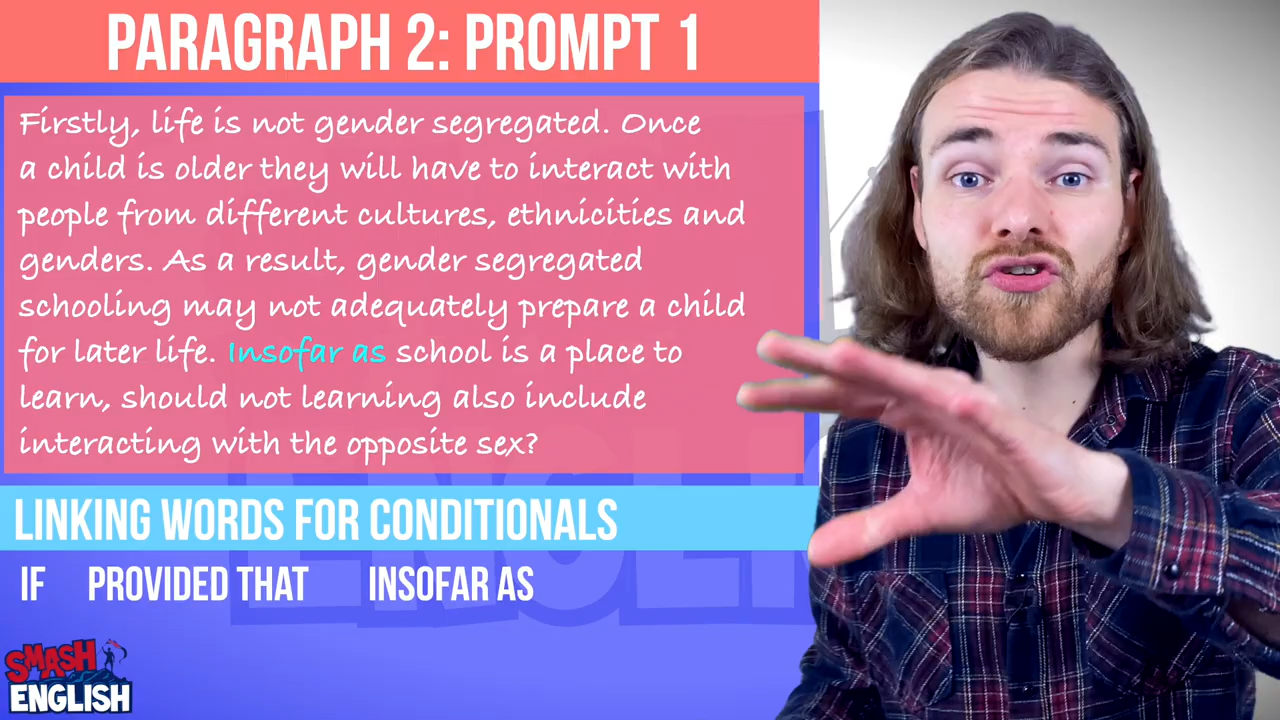 PARAGRAPH 2: PROMPT 1
Firstly, life is not gender segregated. Once
a child is older they will have to interact with
people from different cultures, ethnicities and
genders. As a result, gender segregated
schooling may not adequately prepare a child
for later life. Insofar as school is a place to
learn, should not learning also include
interacting with the opposite sex?
LINKING WORDS FOR CONDITIONALS
IF PROVIDED THAT INSOFAR AS
SMASH
ENGLISH